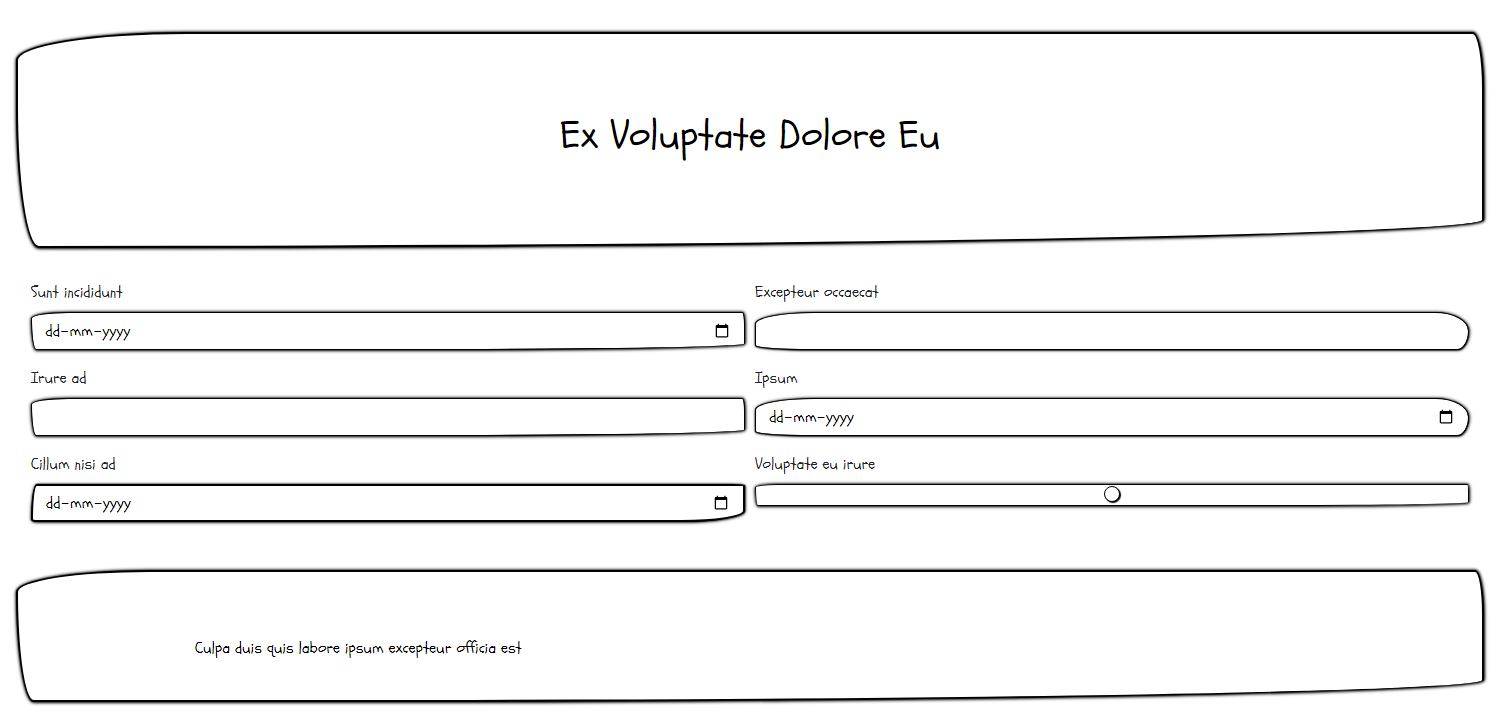 Ex Voluptate Dolore Eu
Sunt incididunt
dd-mm-yyyy
Excepteur occaecat
Irure ad
Ipsum
dd-mm-yyyy
Cillum nisi ad
dd-mm-yyyy
Voluptate eu irure
Culpa duis quis labore ipsum excepteur officia est